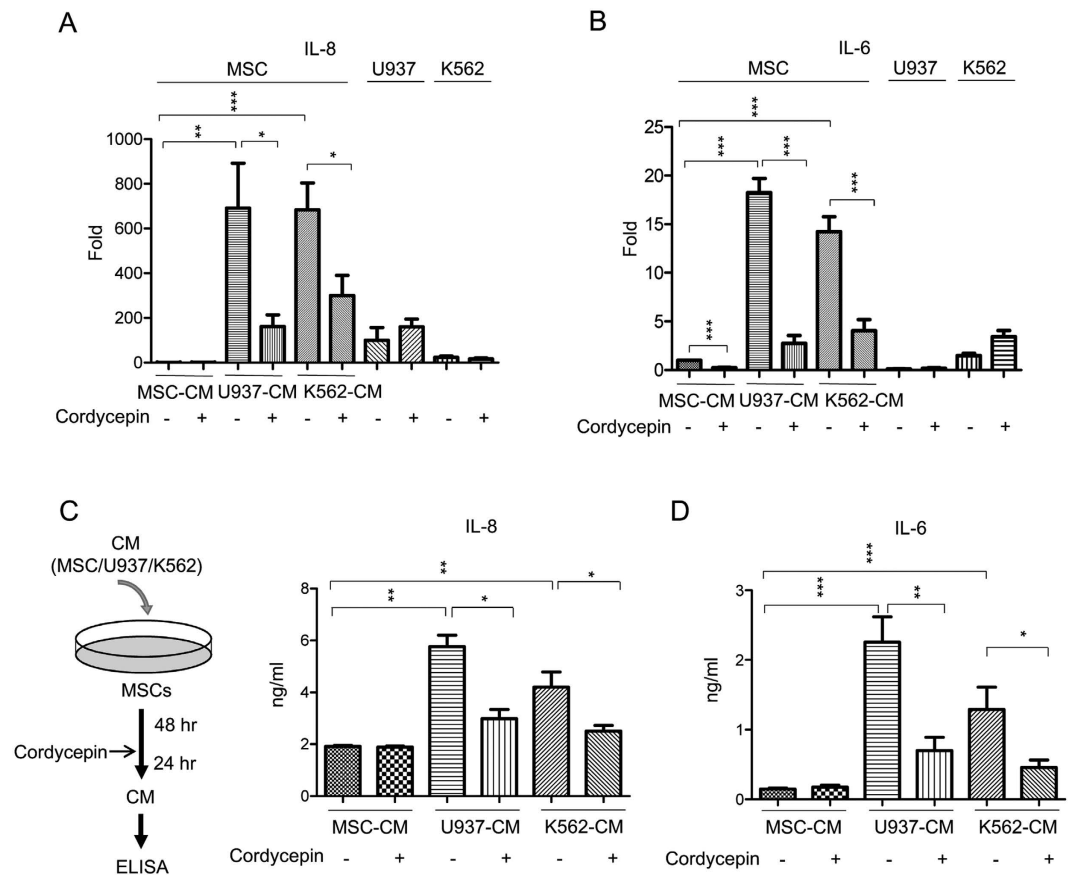 A
IL-8
MSC U937 K562
***
** * *
1000
800
600
400
200
0
Fold
MSC-CM U937-CM K562-CM
Cordycepin - + - + - + - + - +
B
IL-6
MSC U937 K562
***
*** *** ***
***
25
20
15
10
5
0
Fold
MSC-CM U937-CM K562-CM
Cordycepin - + - + - + - + - +
C
CM
(MSC/U937/K562)
MSCs
48 hr
Cordycepin
24 hr
CM
ELISA
IL-8
**
** * *
8
6
4
2
0
ng/ml
MSC-CM U937-CM K562-CM
Cordycepin - + - + - +
D
IL-6
***
*** ** *
3
2
1
0
ng/ml
MSC-CM U937-CM K562-CM
Cordycepin - + - + - +